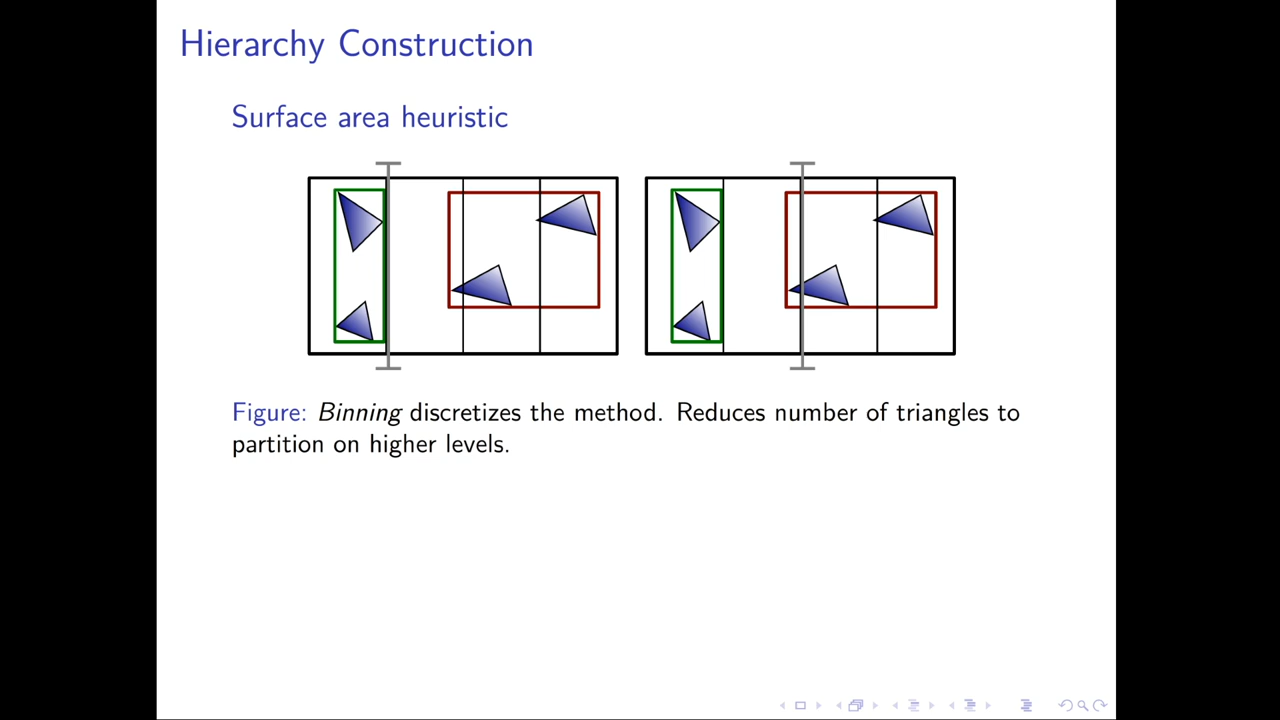 Hierarchy Construction
Surface area heuristic
Figure: Binning discretizes the method. Reduces number of triangles to
partition on higher levels.